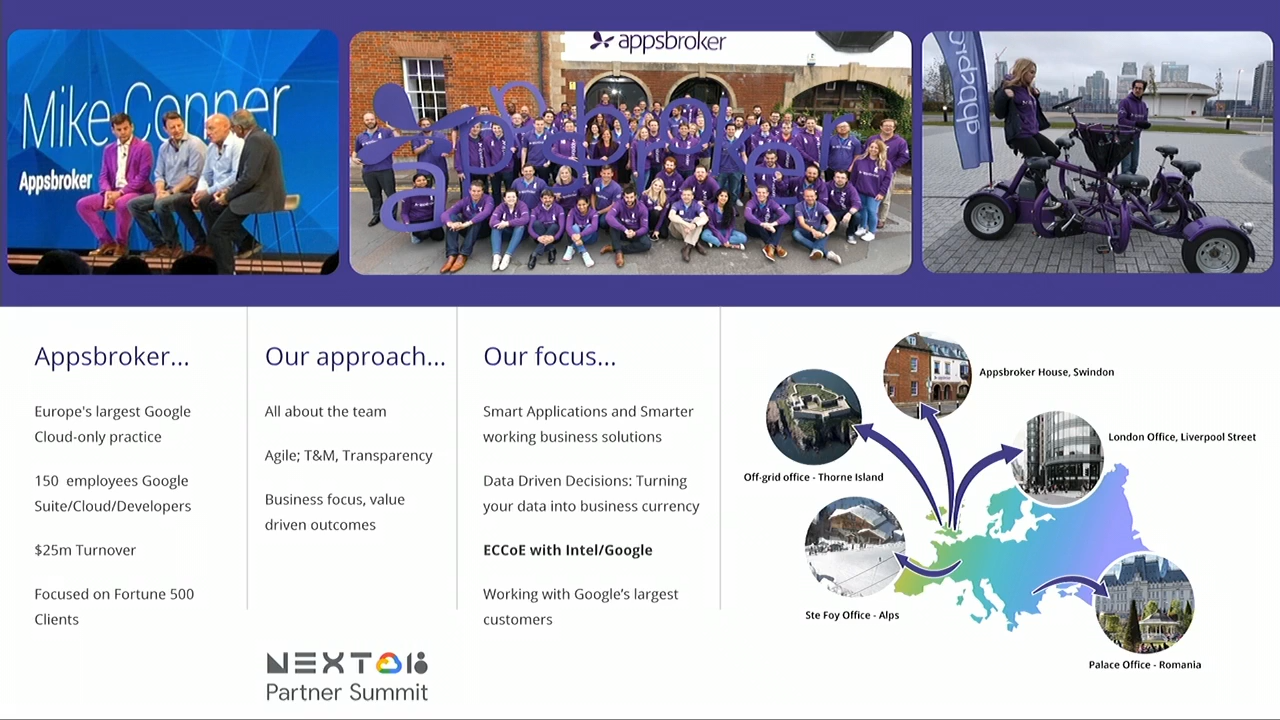 Mike Conner
Appsbroker
appsbroker
appsbroker
Appsbroker...
Europe's largest Google
Cloud-only practice
150 employees Google
Suite/Cloud/Developers
$25m Turnover
Focused on Fortune 500
Clients
Our approach...
All about the team
Agile; T&M, Transparency
Business focus, value
driven outcomes
Our focus...
Smart Applications and Smarter
working business solutions
Data Driven Decisions: Turning
your data into business currency
ECCoE with Intel/Google
Working with Google's largest
customers
Appsbroker House, Swindon
London Office, Liverpool Street
Off-grid office - Thorne Island
Ste Foy Office - Alps
Palace Office - Romania
NEXT 18
Partner Summit